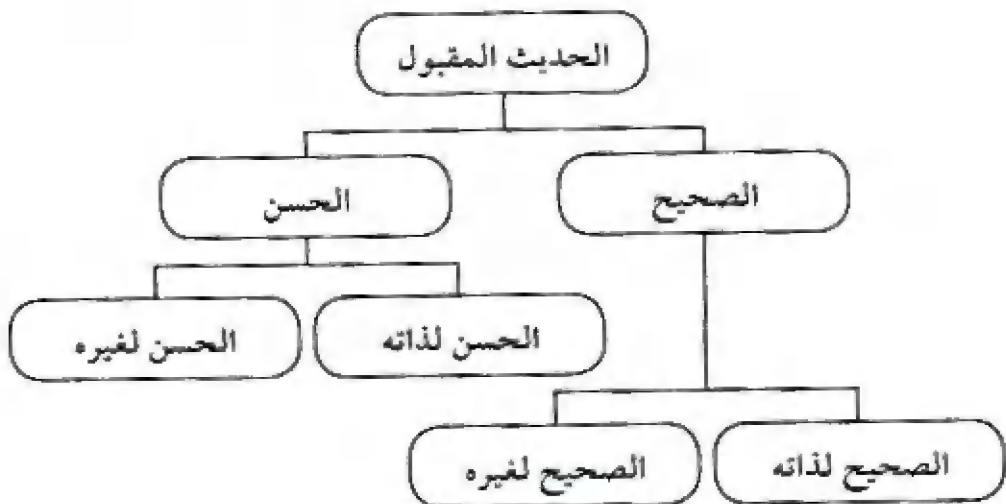 الحديث المقبول
الصحيح
الحسن
الحسن لذاته
الحسن لغيره
الصحيح لذاته
الصحيح لغيره